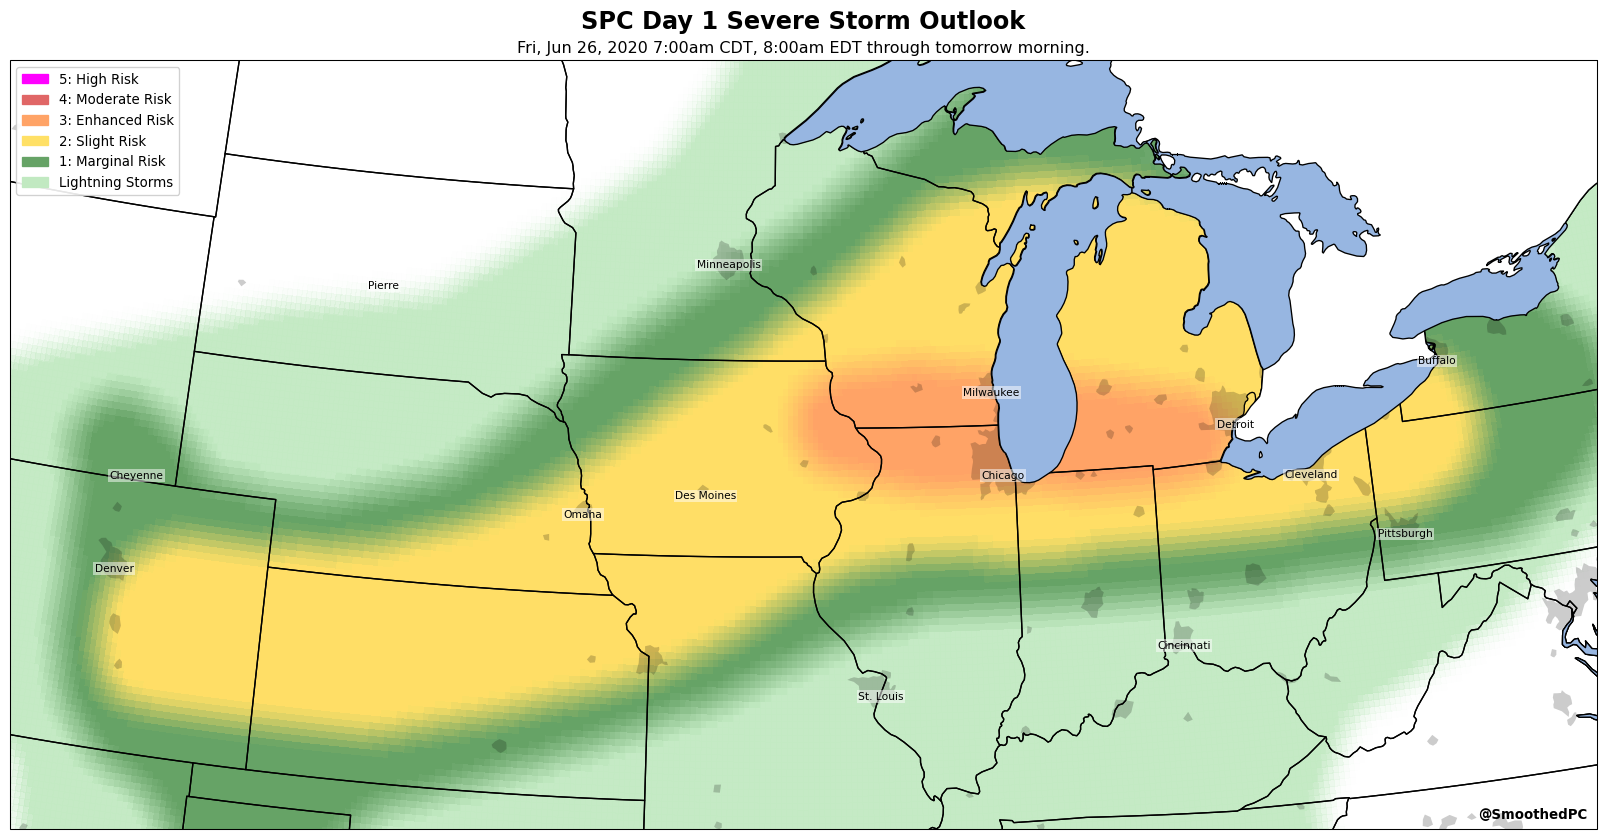 SPC Day 1 Severe Storm Outlook
Fri, Jun 26, 2020 7:00am CDT, 8:00am EDT through tomorrow morning.
5: High Risk
4: Moderate Risk
3: Enhanced Risk
2: Slight Risk
1: Marginal Risk
Lightning Storms
Minneapolis
Pierre
Buffalo
Milwaukee
Detroit
Cheyenne
Chicago
Cleveland
Des Moines
Omaha
Pittsburgh
Denver
Cincinnati
St. Louis
@SmoothedPC